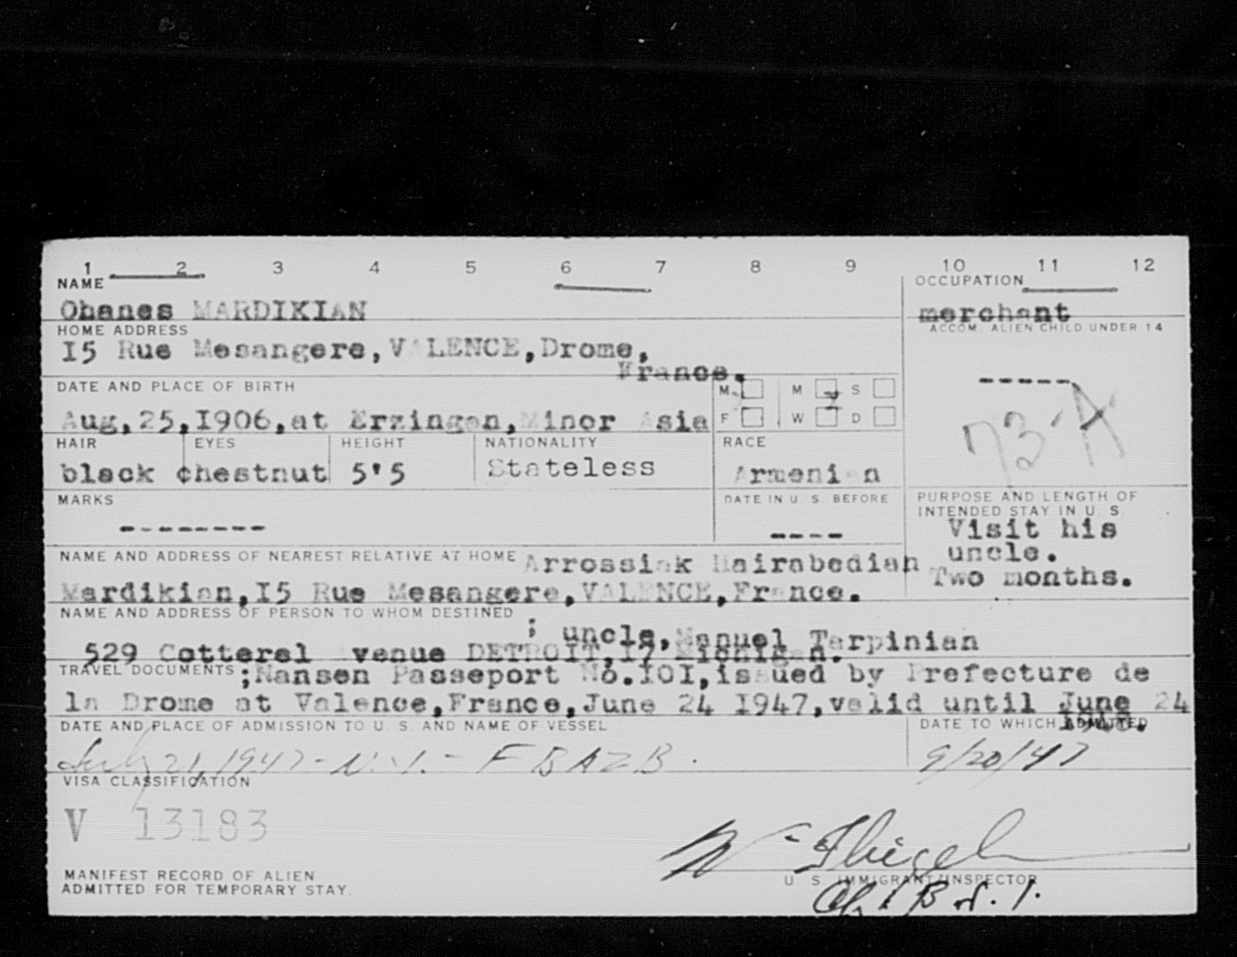 1 2 3 4 5 6 7 8 9 10 11 12
NAME
Ohanes MARDIKIAN
OCCUPATION
merchant
HOME ADDRESS
15 Rue Mesangere,VALENCE,Drome,
France.
ACCOM. ALIEN CHILD UNDER 14
-----
73-A
DATE AND PLACE OF BIRTH
Aug,25,1906,at Erzingan,Minor Asia
M M S
F W D
HAIR EYES HEIGHT NATIONALITY RACE
black chestnut 5'5 Stateless Armenian
MARKS
--------
DATE IN U S. BEFORE
----
PURPOSE AND LENGTH OF
INTENDED STAY IN U. S.
Visit his
uncle.
Two months.
NAME AND ADDRESS OF NEAREST RELATIVE AT HOME Arrossiak Hairabedian
Mardikian,15 Rue Mesangere,VALENCE,France.
NAME AND ADDRESS OF PERSON TO WHOM DESTINED
; uncle,Manuel Terpinian
529 Cotterel Avenue DETROIT,17 Michigan.
TRAVEL DOCUMENTS ;Nansen Passeport No.101,issued by Prefecture de
la Drome at Valence,France,June 24 1947,valid until June 24
1948.
DATE AND PLACE OF ADMISSION TO U S. AND NAME OF VESSEL
July 21, 1947 - N.Y. - F BAZB.
DATE TO WHICH ADMITTED
9/20/47
VISA CLASSIFICATION
V 13183
MANIFEST RECORD OF ALIEN
ADMITTED FOR TEMPORARY STAY.
U S IMMIGRANT INSPECTOR